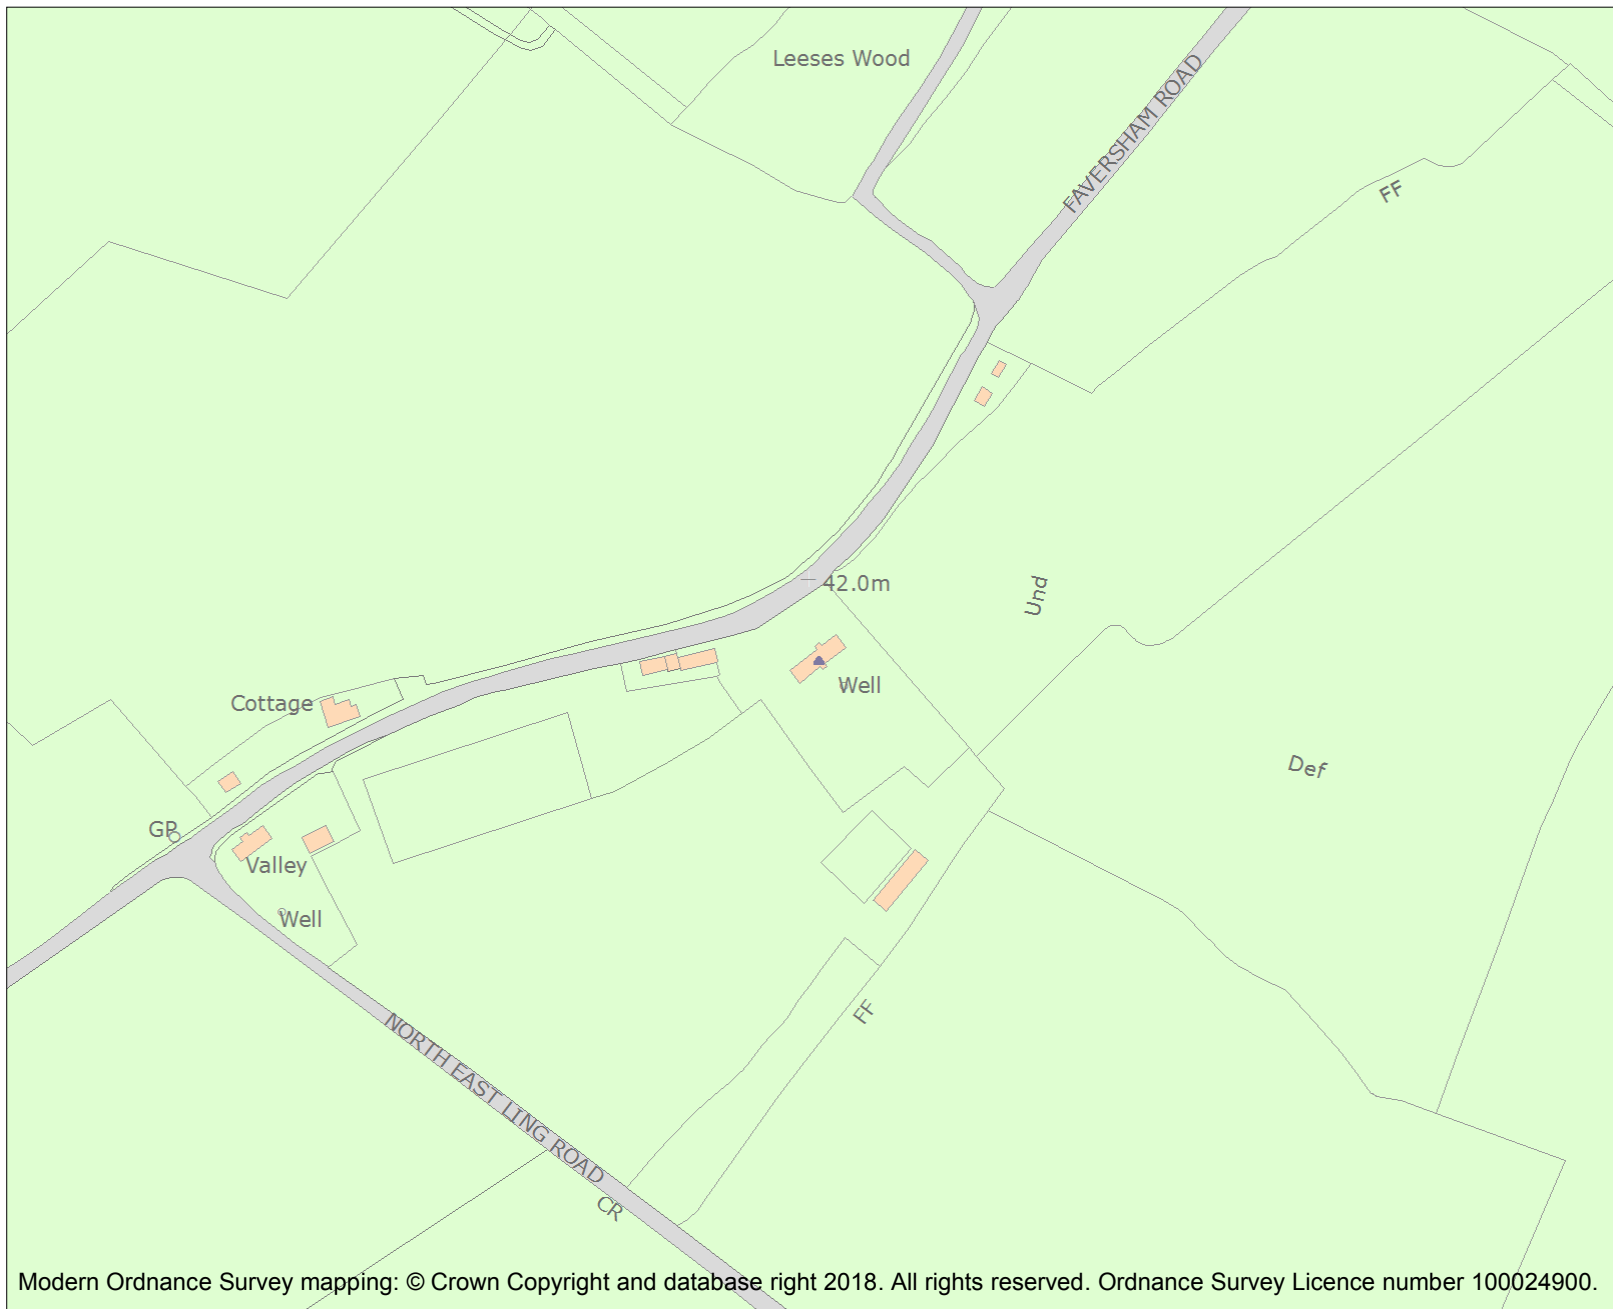 Leeses Wood
FAVERSHAM ROAD
FF
42.0m
Und
Well
Cottage
Def
GP
Valley
Well
FF
NORTH EAST LING ROAD
CR
Modern Ordnance Survey mapping: © Crown Copyright and database right 2018. All rights reserved. Ordnance Survey Licence number 100024900.